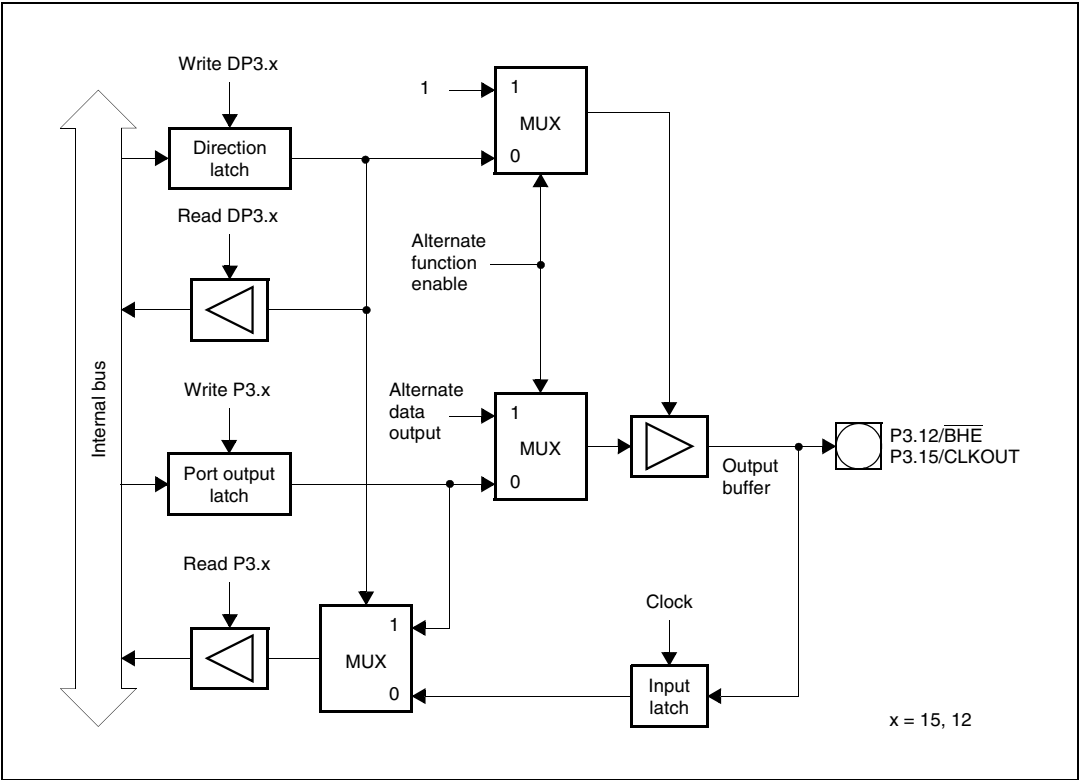 Write DP3.x
1
1
MUX
0
Direction
latch
Read DP3.x
Alternate
function
enable
Internal bus
Write P3.x
Alternate
data
output
1
MUX
0
Port output
latch
Output
buffer
P3.12/B̅H̅E̅
P3.15/CLKOUT
Read P3.x
1
MUX
0
Clock
Input
latch
x = 15, 12